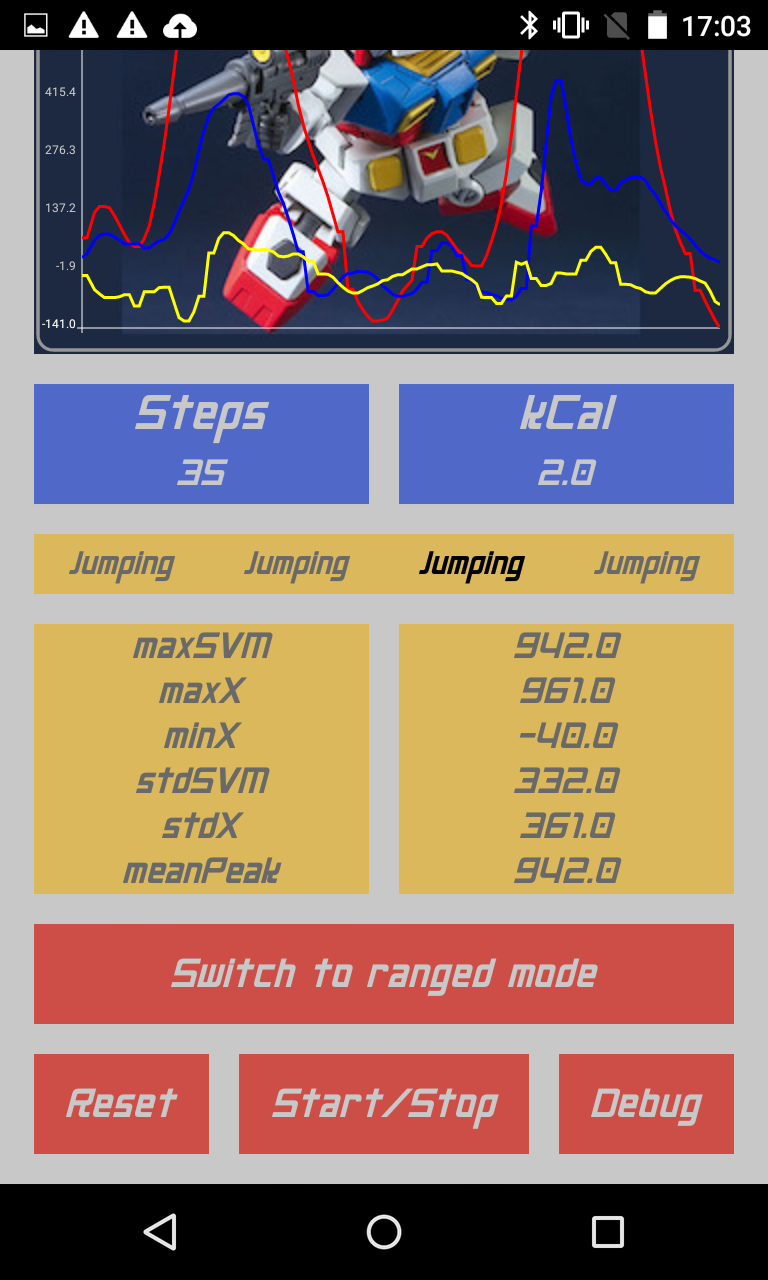 17:03
415.4
276.3
137.2
-1.9
-141.0
Steps kCal
35 2.0
Jumping Jumping Jumping Jumping
maxSVM 942.0
maxX 961.0
minX -40.0
stdSVM 332.0
stdX 361.0
meanPeak 942.0
Switch to ranged mode
Reset Start/Stop Debug